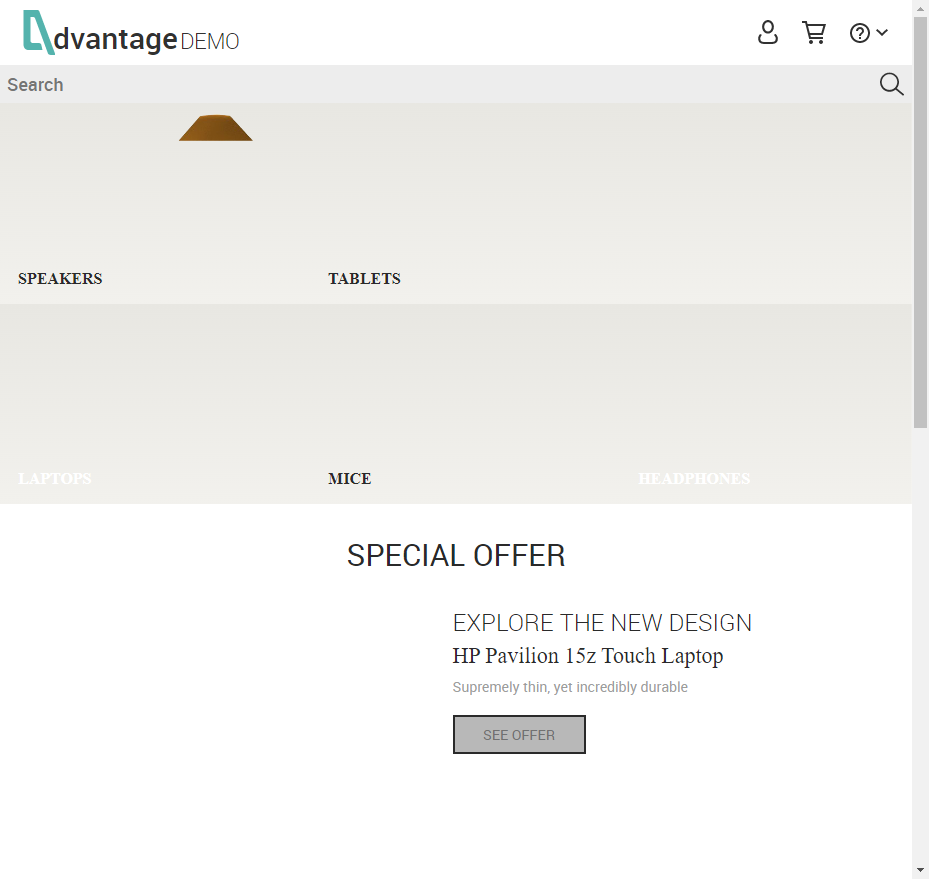 dvantage DEMO
Search
SPEAKERS
TABLETS
LAPTOPS
MICE
HEADPHONES
SPECIAL OFFER
EXPLORE THE NEW DESIGN
HP Pavilion 15z Touch Laptop
Supremely thin, yet incredibly durable
SEE OFFER